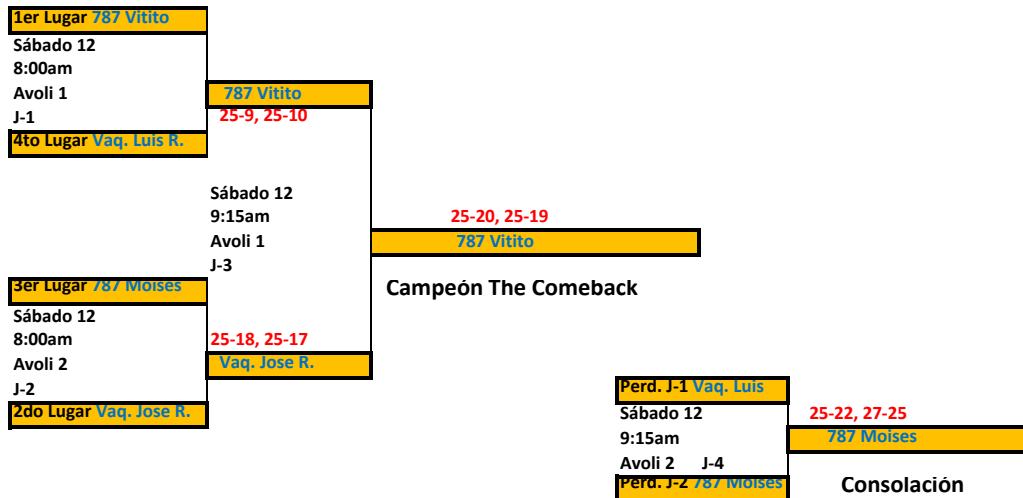 1er Lugar 787 Vitito
Sábado 12
8:00am
Avoli 1
J-1
4to Lugar Vaq. Luis R.
787 Vitito
25-9, 25-10
Sábado 12
9:15am
Avoli 1
J-3
25-20, 25-19
787 Vitito
Campeón The Comeback
3er Lugar 787 Moises
Sábado 12
8:00am
Avoli 2
J-2
2do Lugar Vaq. Jose R.
25-18, 25-17
Vaq. Jose R.
Perd. J-1 Vaq. Luis
Sábado 12
9:15am
Avoli 2 J-4
Perd. J-2 787 Moises
25-22, 27-25
787 Moises
Consolación